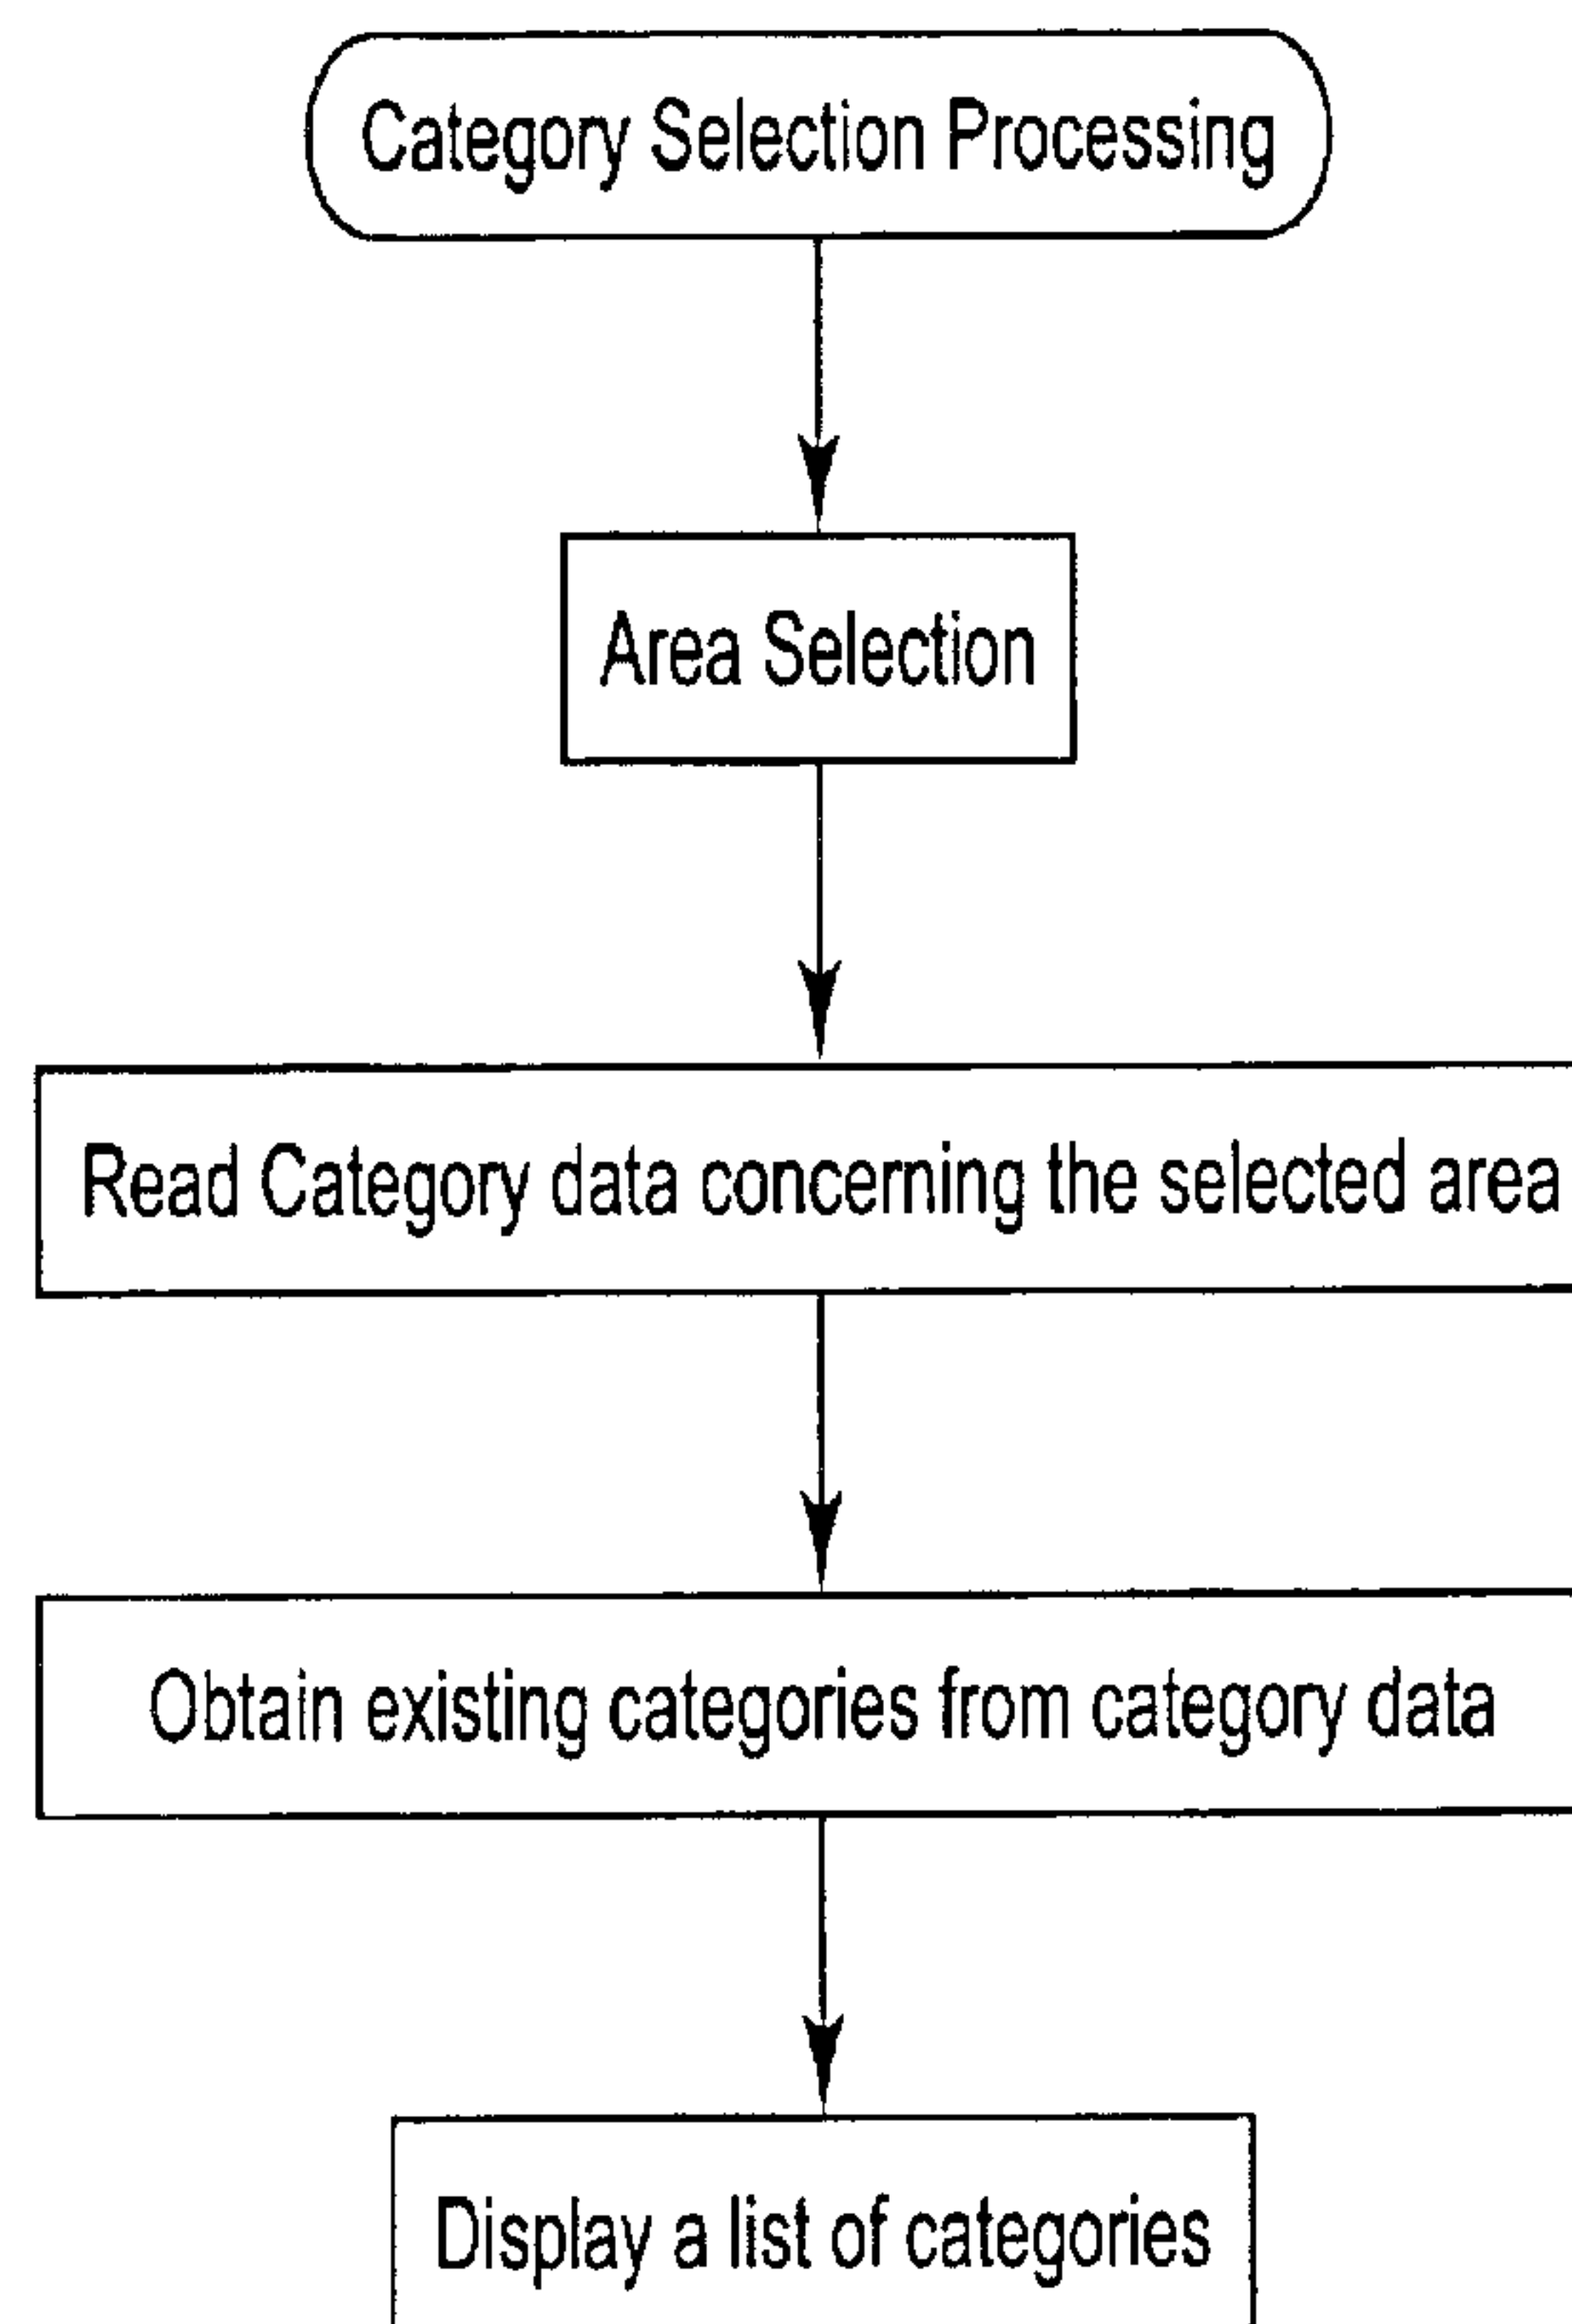 Category Selection Processing
Area Selection
Read Category data concerning the selected area
Obtain existing categories from category data
Display a list of categories